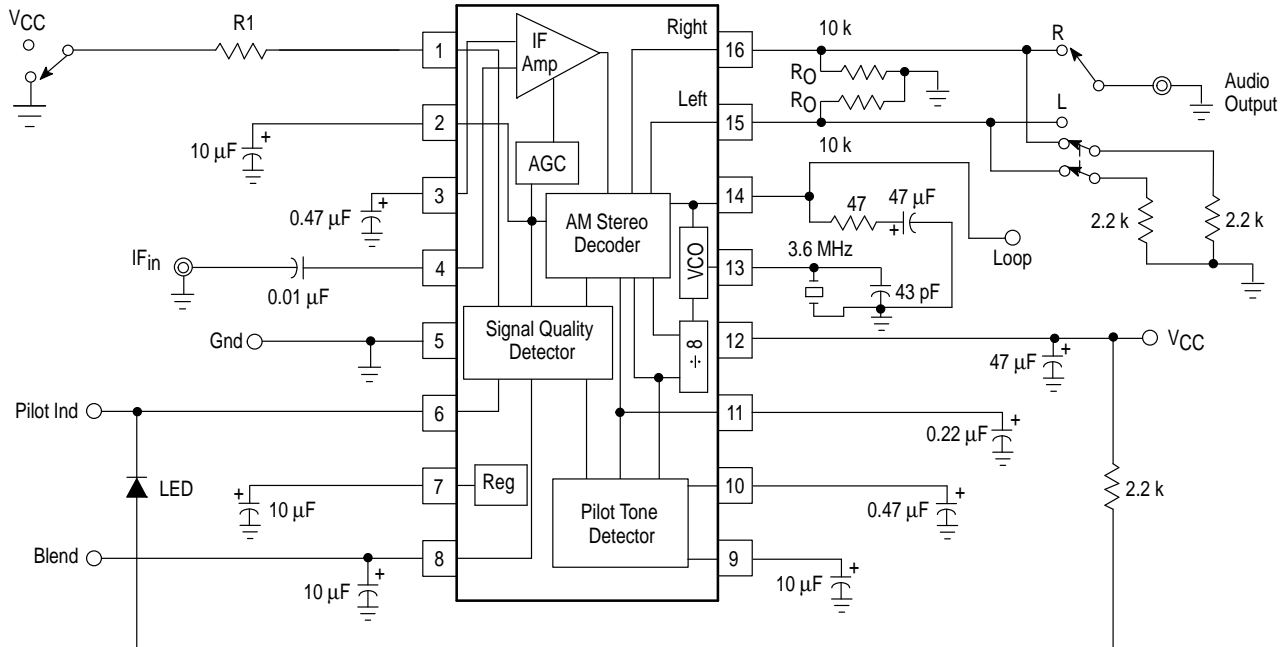 VCC
R1
1
10 µF
+
2
0.47 µF
+
3
IFin
0.01 µF
4
Gnd
5
Pilot Ind
6
LED
+
10 µF
7
Blend
10 µF
+
8
IF
Amp
AGC
AM Stereo
Decoder
Signal Quality
Detector
Reg
Pilot Tone
Detector
VCO
÷ 8
Right
16
Left
15
14
13
12
11
10
9
10 k
RO
RO
10 k
R
L
Audio
Output
2.2 k
2.2 k
47
47 µF
+
Loop
3.6 MHz
43 pF
VCC
47 µF
+
0.22 µF
+
0.47 µF
+
10 µF
+
2.2 k